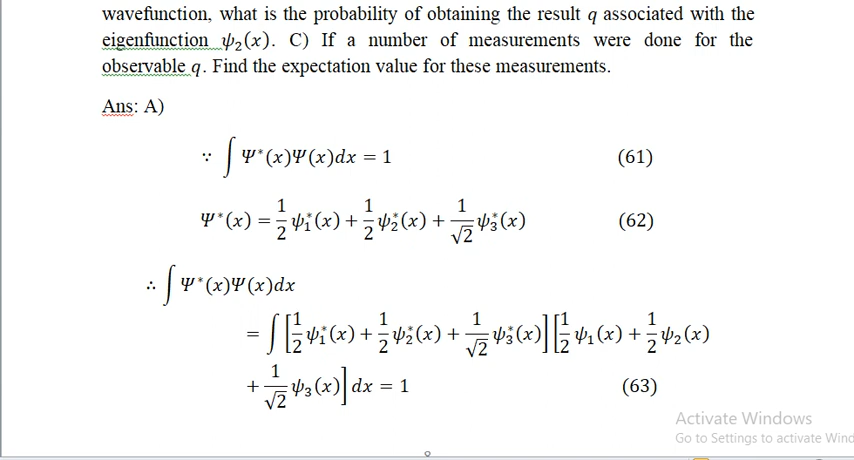 wavefunction, what is the probability of obtaining the result q associated with the
eigenfunction ψ₂(x). C) If a number of measurements were done for the
observable q. Find the expectation value for these measurements.
Ans: A)
∵ ∫ Ψ*(x)Ψ(x)dx = 1 (61)
Ψ*(x) = 1/2 ψ₁*(x) + 1/2 ψ₂*(x) + 1/√2 ψ₃*(x) (62)
∴ ∫ Ψ*(x)Ψ(x)dx
= ∫ [1/2 ψ₁*(x) + 1/2 ψ₂*(x) + 1/√2 ψ₃*(x)] [1/2 ψ₁(x) + 1/2 ψ₂(x)
+ 1/√2 ψ₃(x)] dx = 1 (63)
Activate Windows
Go to Settings to activate Wind